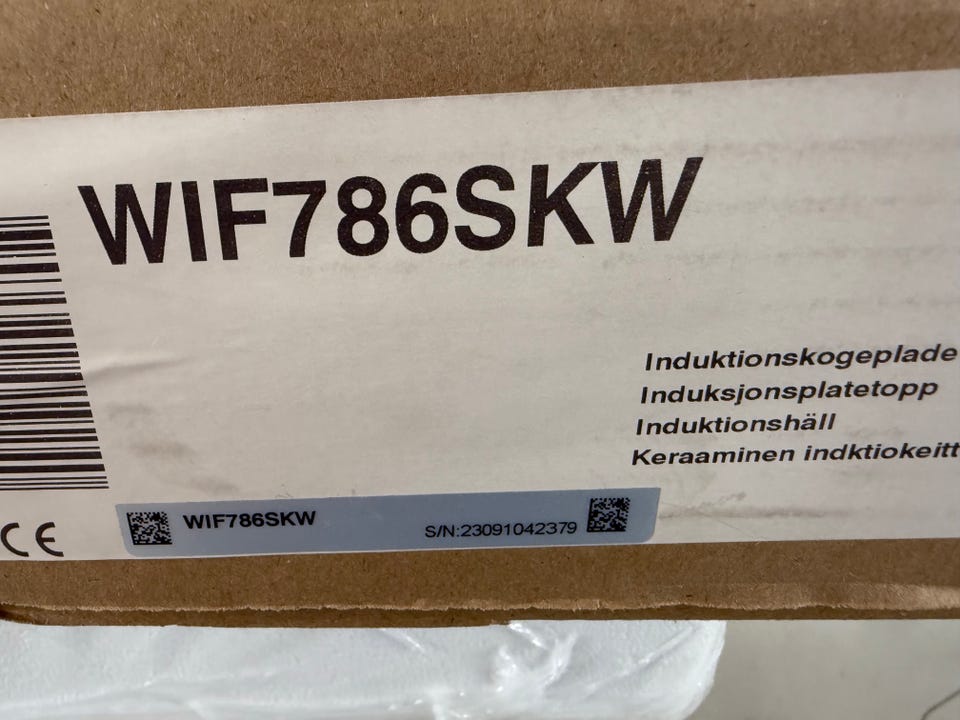 WIF786SKW
Induktionskogeplade
Induksjonsplatetopp
Induktionshäll
Keraaminen indktiokeitt
CE
WIF786SKW
S/N:23091042379